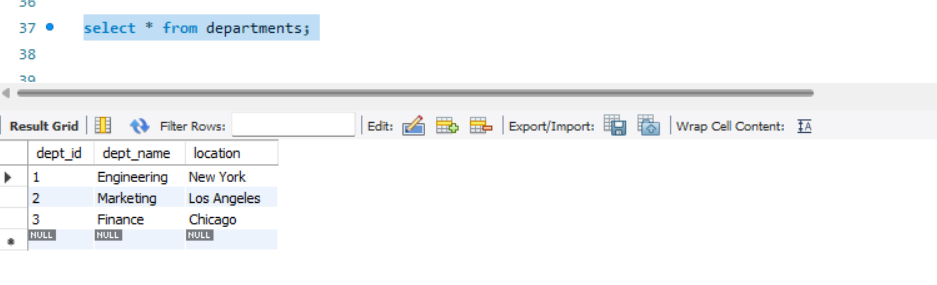 36
37 select * from departments;
38
39
Result Grid Filter Rows: Edit: Export/Import: Wrap Cell Content: IA
dept_id dept_name location
1 Engineering New York
2 Marketing Los Angeles
3 Finance Chicago
NULL NULL NULL